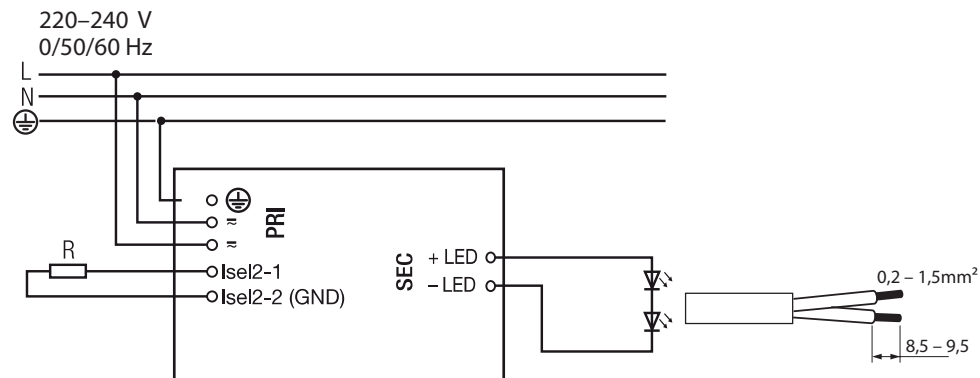 220–240 V
0/50/60 Hz
L
N
PRI
≂
≂
R
Isel2-1
Isel2-2 (GND)
SEC
+ LED
– LED
0,2 – 1,5mm²
8,5 – 9,5